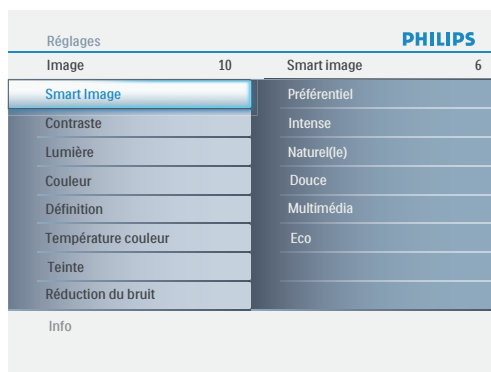 Réglages
PHILIPS
Image 10
Smart image 6
Smart Image
Préférentiel
Contraste
Intense
Lumière
Naturel(le)
Couleur
Douce
Définition
Multimédia
Température couleur
Eco
Teinte
Réduction du bruit
Info